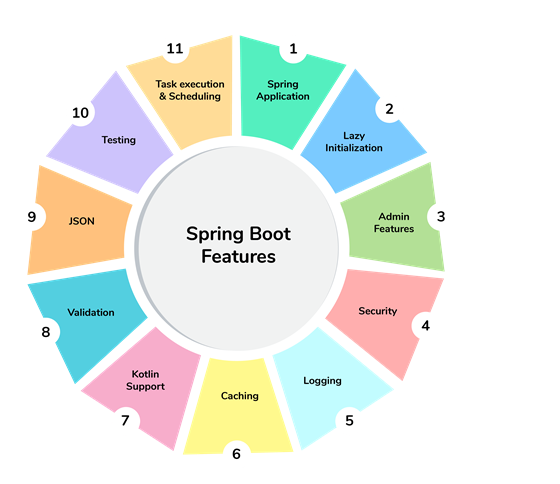 Spring Boot
Features
1
Spring
Application
2
Lazy
Initialization
3
Admin
Features
4
Security
5
Logging
6
Caching
7
Kotlin
Support
8
Validation
9
JSON
10
Testing
11
Task execution
& Scheduling